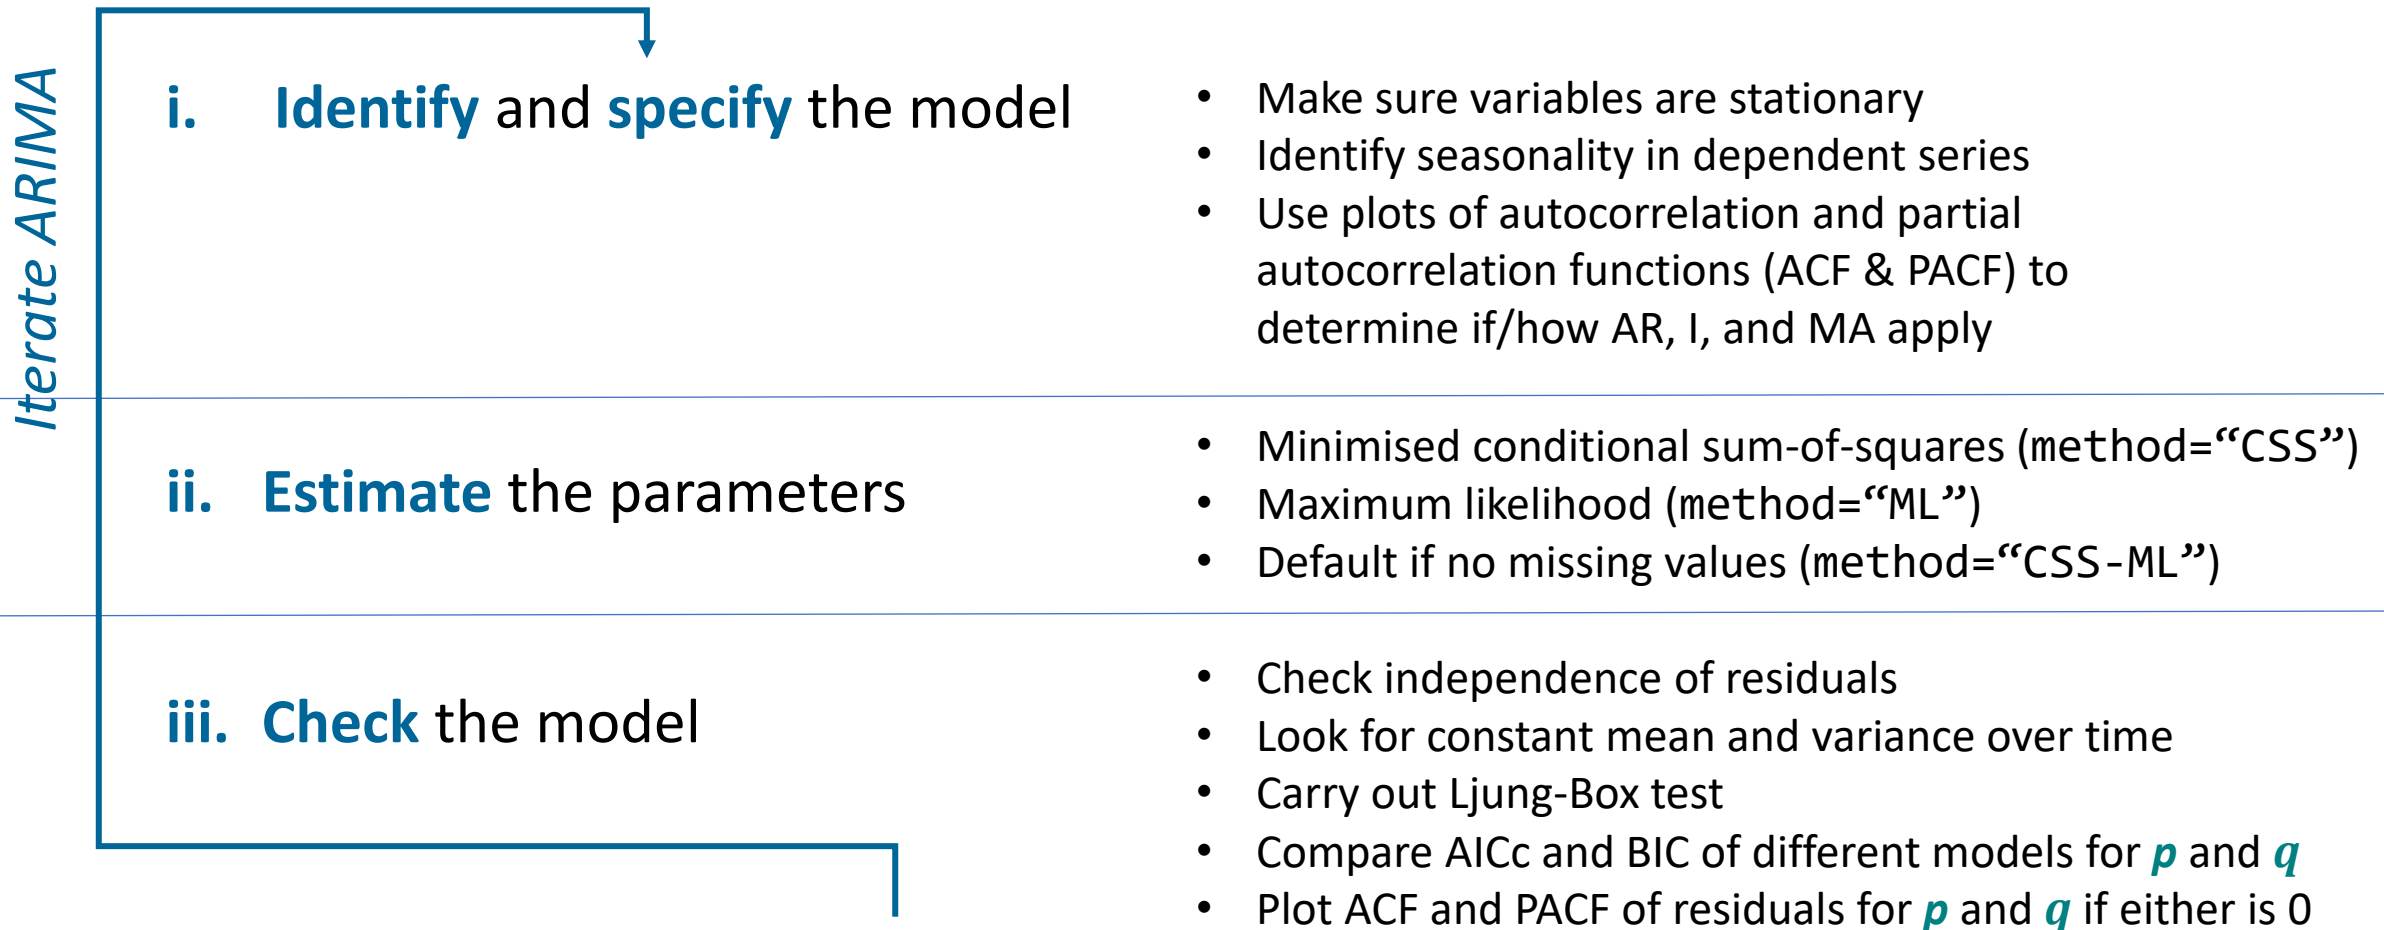 Iterate ARIMA
i. Identify and specify the model
• Make sure variables are stationary
• Identify seasonality in dependent series
• Use plots of autocorrelation and partial
autocorrelation functions (ACF & PACF) to
determine if/how AR, I, and MA apply
ii. Estimate the parameters
• Minimised conditional sum-of-squares (method=“CSS”)
• Maximum likelihood (method=“ML”)
• Default if no missing values (method=“CSS-ML”)
iii. Check the model
• Check independence of residuals
• Look for constant mean and variance over time
• Carry out Ljung-Box test
• Compare AICc and BIC of different models for p and q
• Plot ACF and PACF of residuals for p and q if either is 0